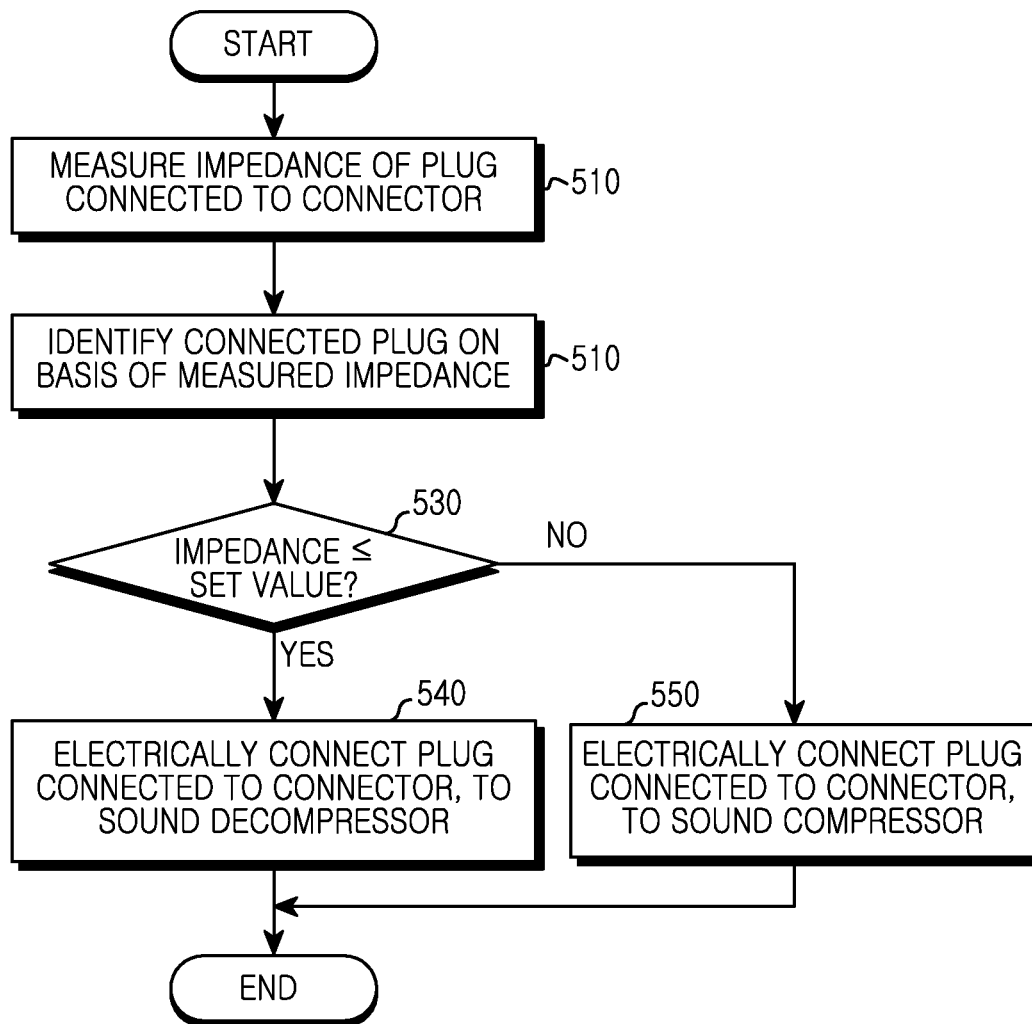 START
MEASURE IMPEDANCE OF PLUG
CONNECTED TO CONNECTOR
510
IDENTIFY CONNECTED PLUG ON
BASIS OF MEASURED IMPEDANCE
510
530
IMPEDANCE ≤
SET VALUE?
NO
YES
540
ELECTRICALLY CONNECT PLUG
CONNECTED TO CONNECTOR, TO
SOUND DECOMPRESSOR
550
ELECTRICALLY CONNECT PLUG
CONNECTED TO CONNECTOR,
TO SOUND COMPRESSOR
END